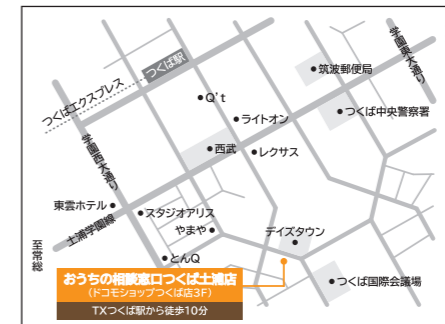 学園東大通り
つくば駅
筑波郵便局
つくばエクスプレス
Q't
つくば中央警察署
ライトオン
学園西大通り
西武
レクサス
東雲ホテル
スタジオアリス
土浦学園線
やまや
デイズタウン
至常総
とんQ
おうちの相談窓口つくば土浦店
(ドコモショップつくば店3F)
TXつくば駅から徒歩10分
つくば国際会議場